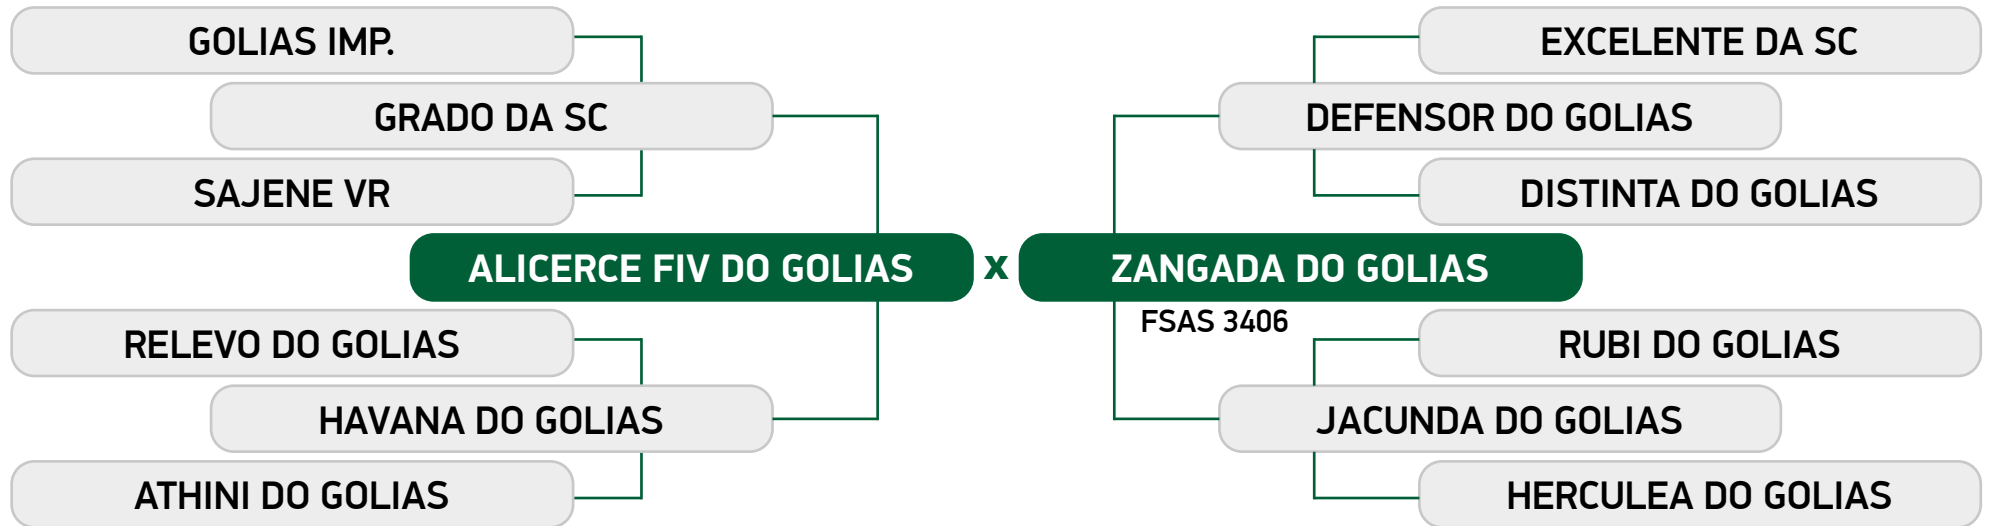 GOLIAS IMP.
EXCELENTE DA SC
GRADO DA SC
DEFENSOR DO GOLIAS
SAJENE VR
DISTINTA DO GOLIAS
ALICERCE FIV DO GOLIAS x ZANGADA DO GOLIAS
FSAS 3406
RELEVO DO GOLIAS
RUBI DO GOLIAS
HAVANA DO GOLIAS
JACUNDA DO GOLIAS
ATHINI DO GOLIAS
HERCULEA DO GOLIAS